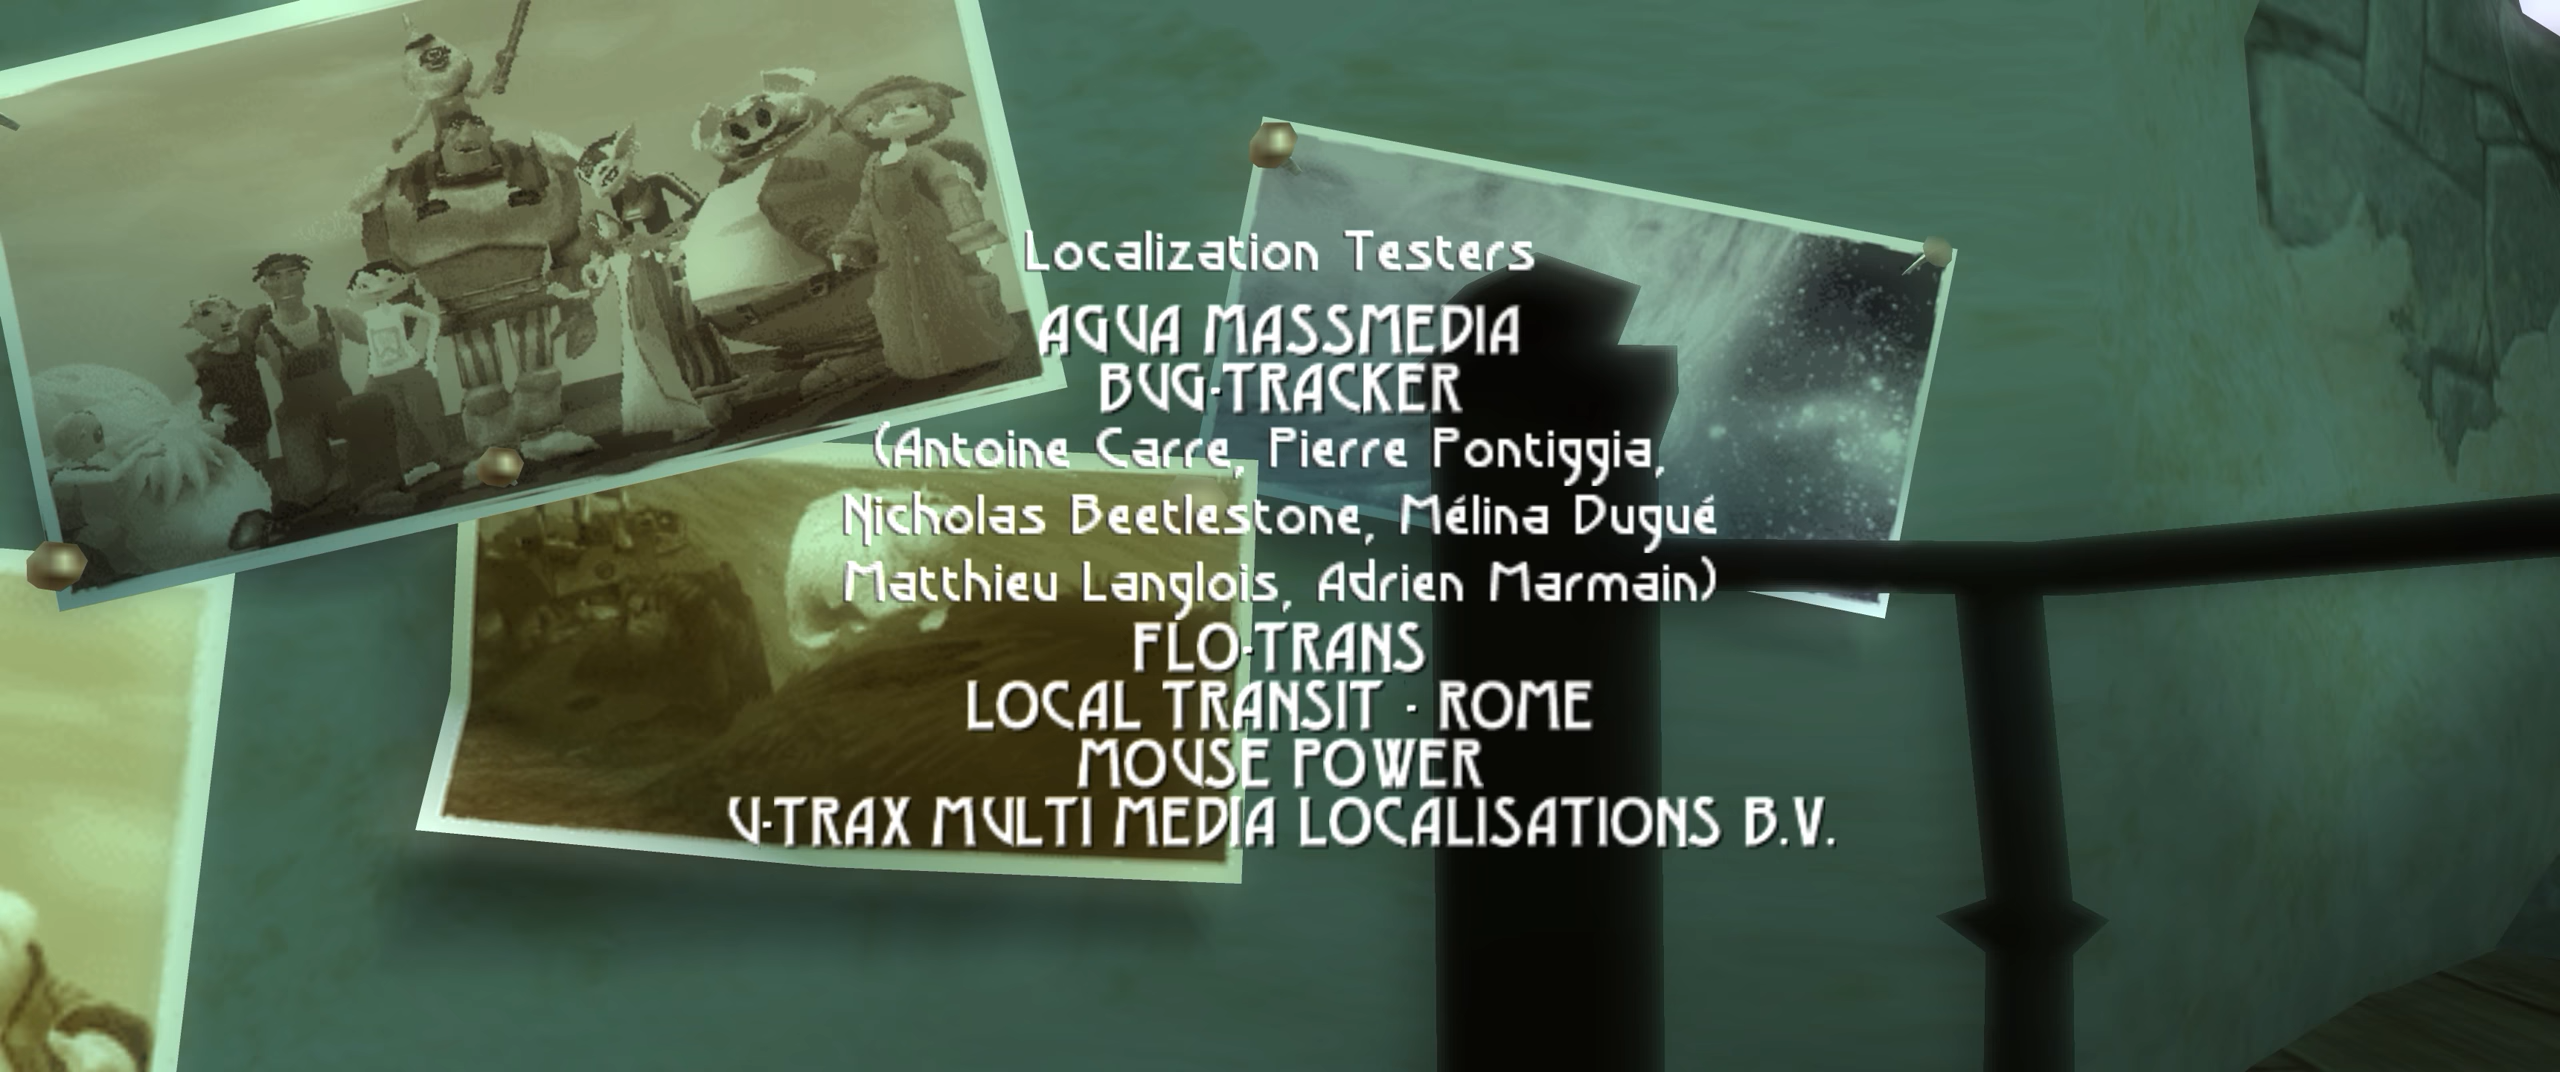 Localization Testers
AGUA MASSMEDIA
BUG-TRACKER
(Antoine Carre, Pierre Pontiggia,
Nicholas Beetlestone, Mélina Dugué
Matthieu Langlois, Adrien Marmain)
FLO-TRANS
LOCAL TRANSIT - ROME
MOUSE POWER
U-TRAX MULTI MEDIA LOCALISATIONS B.V.